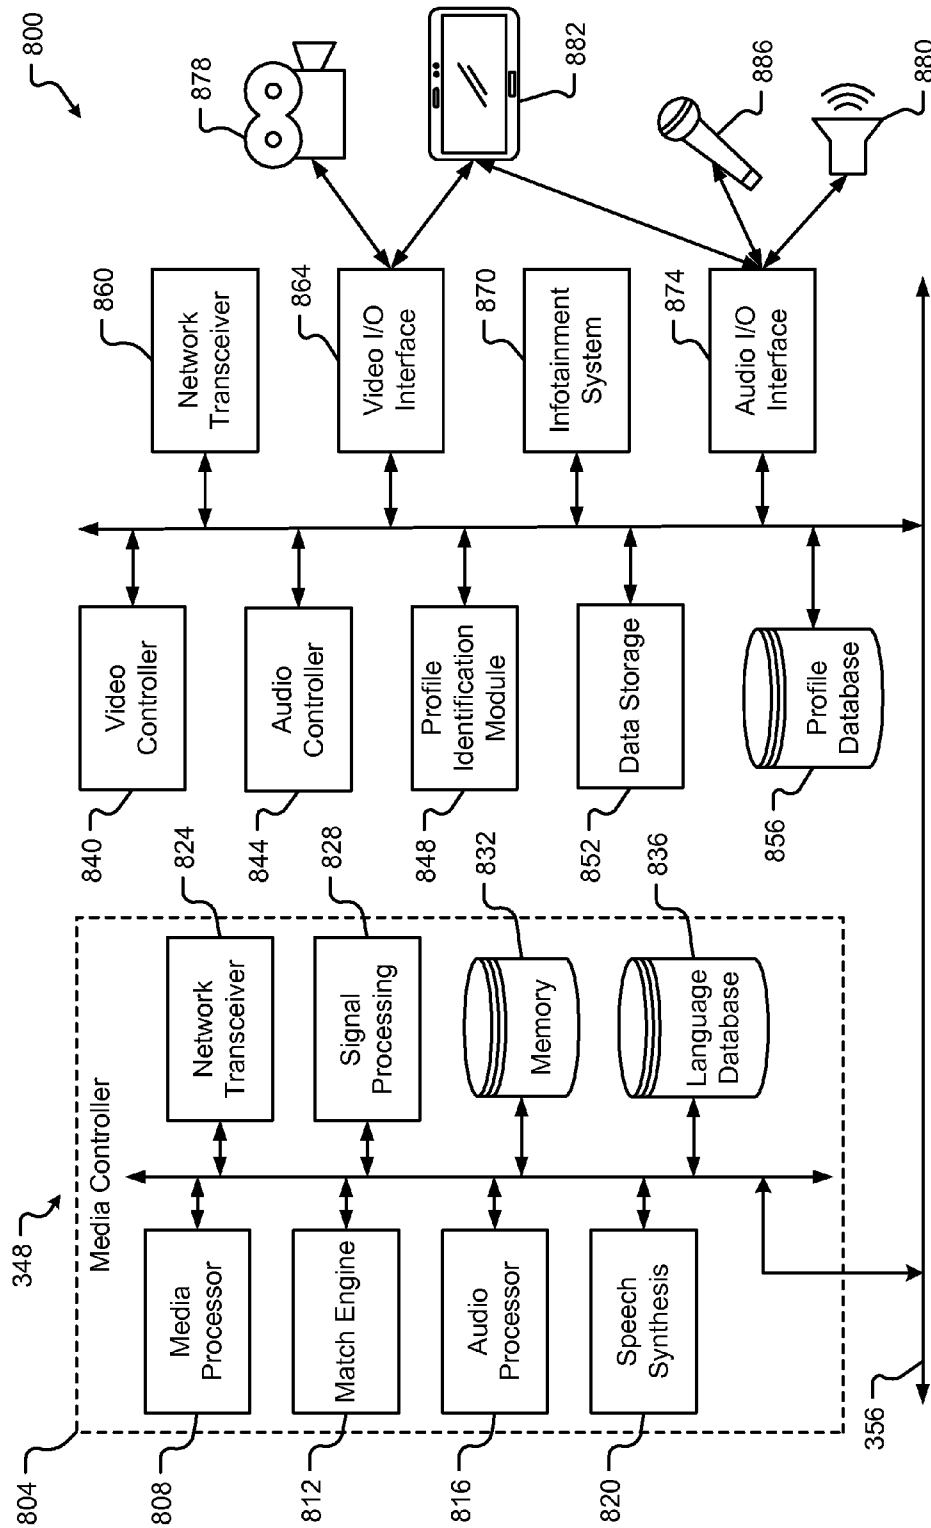 800
348
804
Media Controller
808
Media
Processor
812
Match Engine
816
Audio
Processor
820
Speech
Synthesis
824
Network
Transceiver
828
Signal
Processing
832
Memory
836
Language
Database
840
Video
Controller
844
Audio
Controller
848
Profile
Identification
Module
852
Data Storage
856
Profile
Database
860
Network
Transceiver
864
Video I/O
Interface
870
Infotainment
System
874
Audio I/O
Interface
878
882
886
880
356